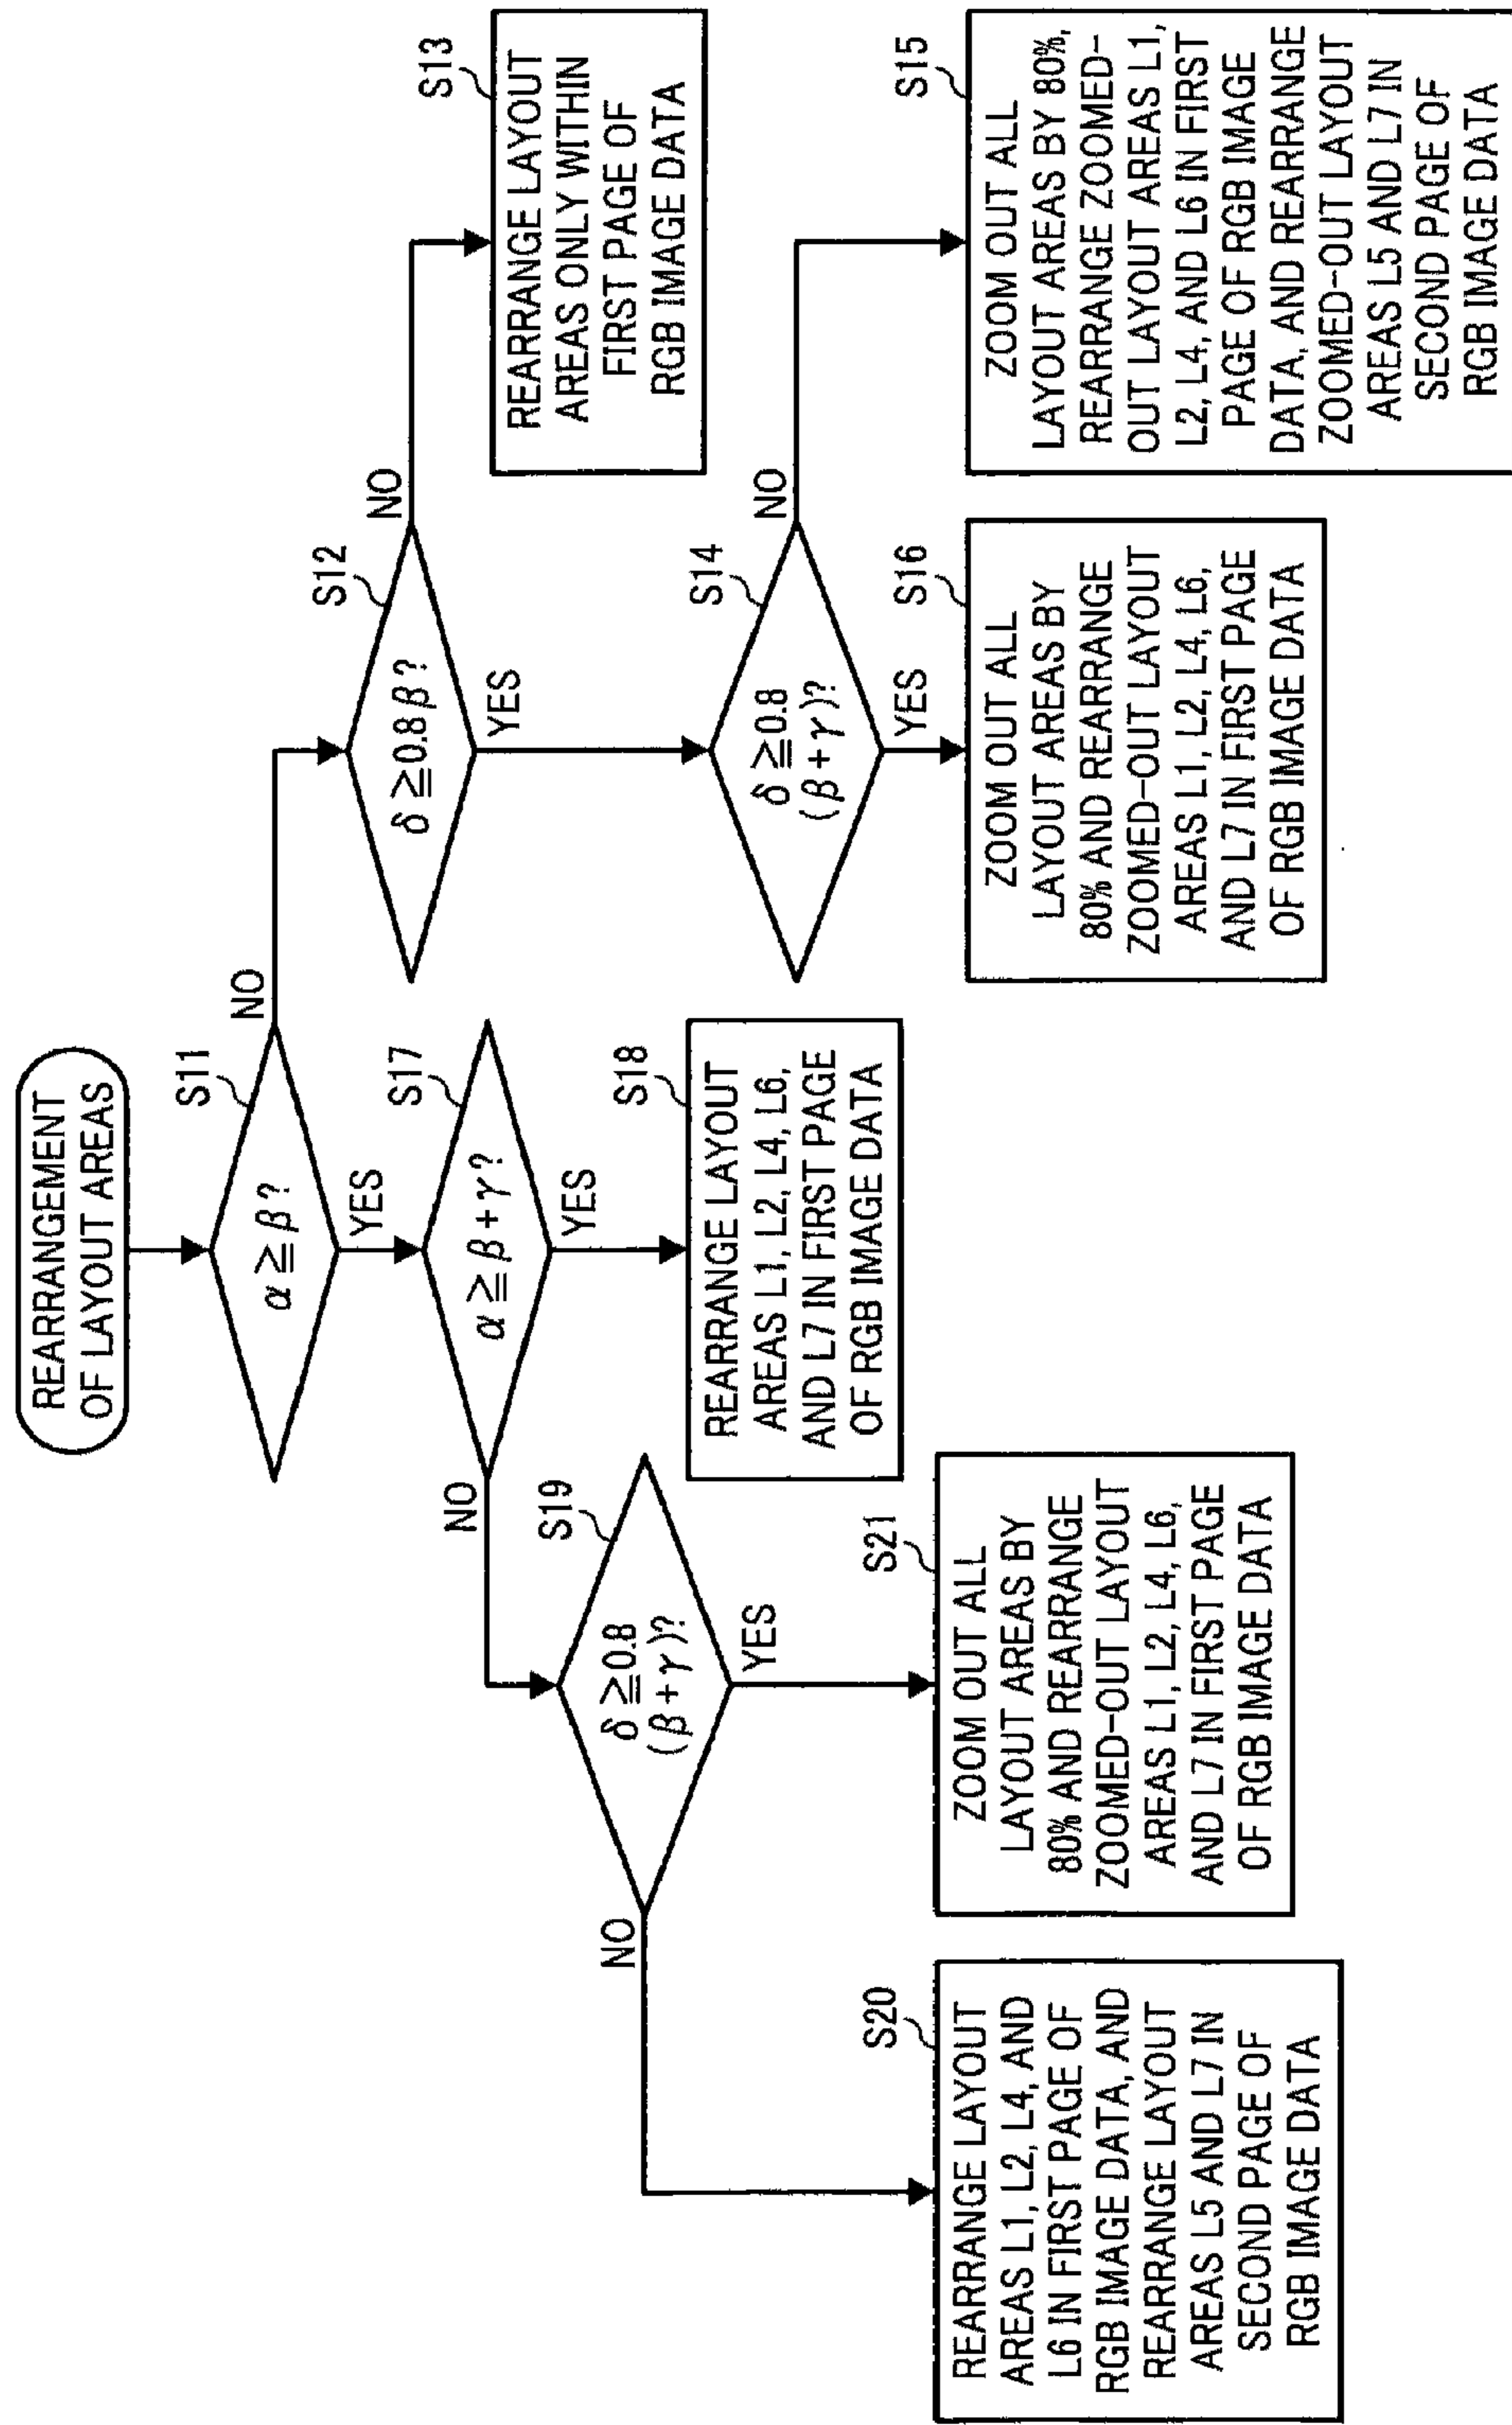 REARRANGEMENT
OF LAYOUT AREAS
S11
α ≧ β ?
NO
YES
S12
δ ≧0.8 β ?
NO
YES
S13
REARRANGE LAYOUT
AREAS ONLY WITHIN
FIRST PAGE OF
RGB IMAGE DATA
S14
δ ≧0.8
(β + γ)?
NO
YES
S15
ZOOM OUT ALL
LAYOUT AREAS BY 80%,
REARRANGE ZOOMED-
OUT LAYOUT AREAS L1,
L2, L4, AND L6 IN FIRST
PAGE OF RGB IMAGE
DATA, AND REARRANGE
ZOOMED-OUT LAYOUT
AREAS L5 AND L7 IN
SECOND PAGE OF
RGB IMAGE DATA
S16
ZOOM OUT ALL
LAYOUT AREAS BY
80% AND REARRANGE
ZOOMED-OUT LAYOUT
AREAS L1, L2, L4, L6,
AND L7 IN FIRST PAGE
OF RGB IMAGE DATA
S17
α ≧ β + γ ?
NO
YES
S18
REARRANGE LAYOUT
AREAS L1, L2, L4, L6,
AND L7 IN FIRST PAGE
OF RGB IMAGE DATA
S19
δ ≧0.8
(β + γ)?
NO
YES
S20
REARRANGE LAYOUT
AREAS L1, L2, L4, AND
L6 IN FIRST PAGE OF
RGB IMAGE DATA, AND
REARRANGE LAYOUT
AREAS L5 AND L7 IN
SECOND PAGE OF
RGB IMAGE DATA
S21
ZOOM OUT ALL
LAYOUT AREAS BY
80% AND REARRANGE
ZOOMED-OUT LAYOUT
AREAS L1, L2, L4, L6,
AND L7 IN FIRST PAGE
OF RGB IMAGE DATA